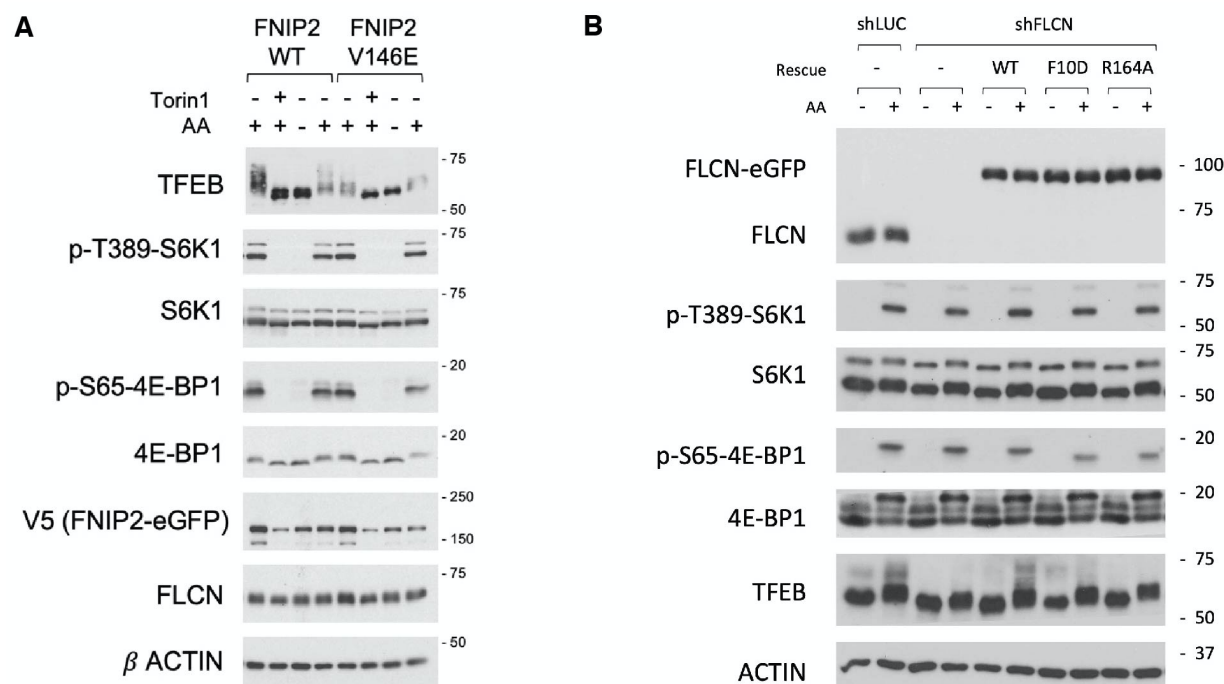 A
FNIP2 FNIP2
WT V146E
Torin1 - + - - - + - -
AA + + - + + + - +
TFEB
- 75
- 50
p-T389-S6K1
- 75
S6K1
- 75
p-S65-4E-BP1
- 20
4E-BP1
- 20
V5 (FNIP2-eGFP)
- 250
- 150
FLCN
- 75
β ACTIN
- 50
B
shLUC shFLCN
Rescue - - WT F10D R164A
AA - + - + - + - + - +
FLCN-eGFP
- 100
- 75
FLCN
p-T389-S6K1
- 75
- 50
S6K1
- 75
- 50
p-S65-4E-BP1
- 20
4E-BP1
- 20
TFEB
- 75
- 50
ACTIN
- 37